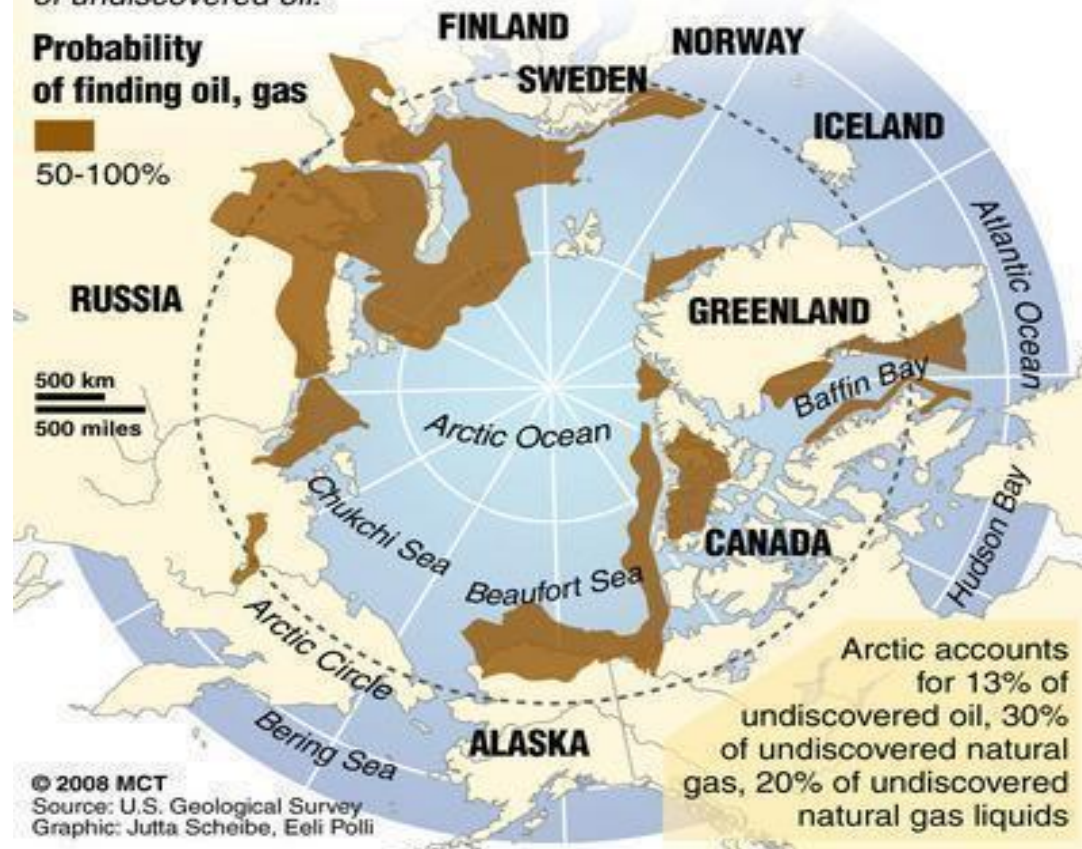 of undiscovered oil.
Probability
of finding oil, gas
50-100%
FINLAND
SWEDEN
NORWAY
ICELAND
Atlantic Ocean
RUSSIA
GREENLAND
500 km
500 miles
Baffin Bay
Arctic Ocean
Chukchi Sea
CANADA
Hudson Bay
Beaufort Sea
Arctic Circle
Bering Sea
ALASKA
Arctic accounts
for 13% of
undiscovered oil, 30%
of undiscovered natural
gas, 20% of undiscovered
natural gas liquids
© 2008 MCT
Source: U.S. Geological Survey
Graphic: Jutta Scheibe, Eeli Polli